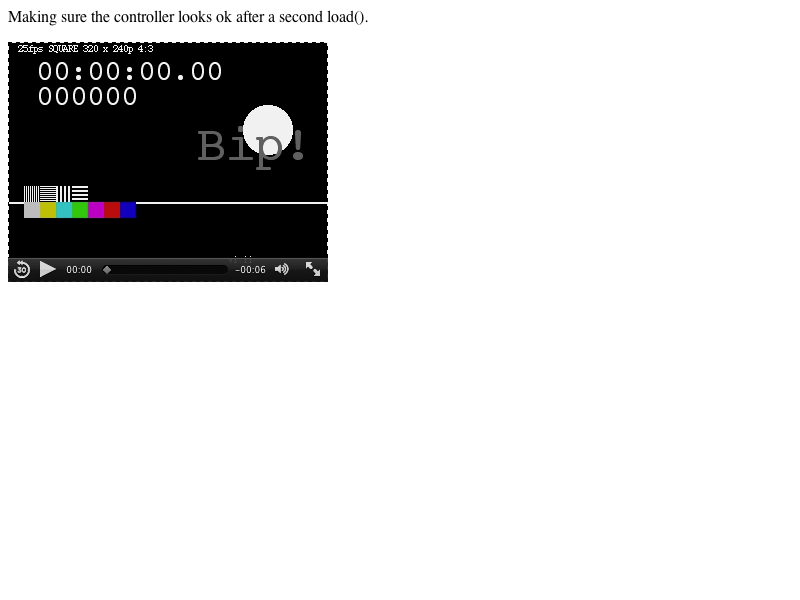 Making sure the controller looks ok after a second load().
25fps SQUARE 320 x 240p 4:3
00:00:00.00
000000
Bip!
30
00:00
-00:06